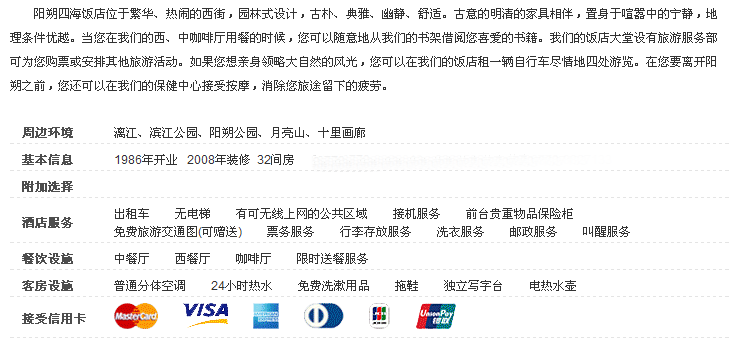 阳朔四海饭店位于繁华、热闹的西街，园林式设计，古朴、典雅、幽静、舒适。古意的明清的家具相伴，置身于喧嚣中的宁静，地
理条件优越。当您在我们的西、中咖啡厅用餐的时候，您可以随意地从我们的书架借阅您喜爱的书籍。我们的饭店大堂设有旅游服务部
可为您购票或安排其他旅游活动。如果您想亲身领略大自然的风光，您可以在我们的饭店租一辆自行车尽情地四处游览。在您要离开阳
朔之前，您还可以在我们的保健中心接受按摩，消除您旅途留下的疲劳。
周边环境 漓江、滨江公园、阳朔公园、月亮山、十里画廊
基本信息 1986年开业 2008年装修 32间房
附加选择
酒店服务 出租车 无电梯 有可无线上网的公共区域 接机服务 前台贵重物品保险柜
免费旅游交通图(可赠送) 票务服务 行李存放服务 洗衣服务 邮政服务 叫醒服务
餐饮设施 中餐厅 西餐厅 咖啡厅 限时送餐服务
客房设施 普通分体空调 24小时热水 免费洗漱用品 拖鞋 独立写字台 电热水壶
接受信用卡 MasterCard VISA AMERICAN EXPRESS JCB UnionPay 银联